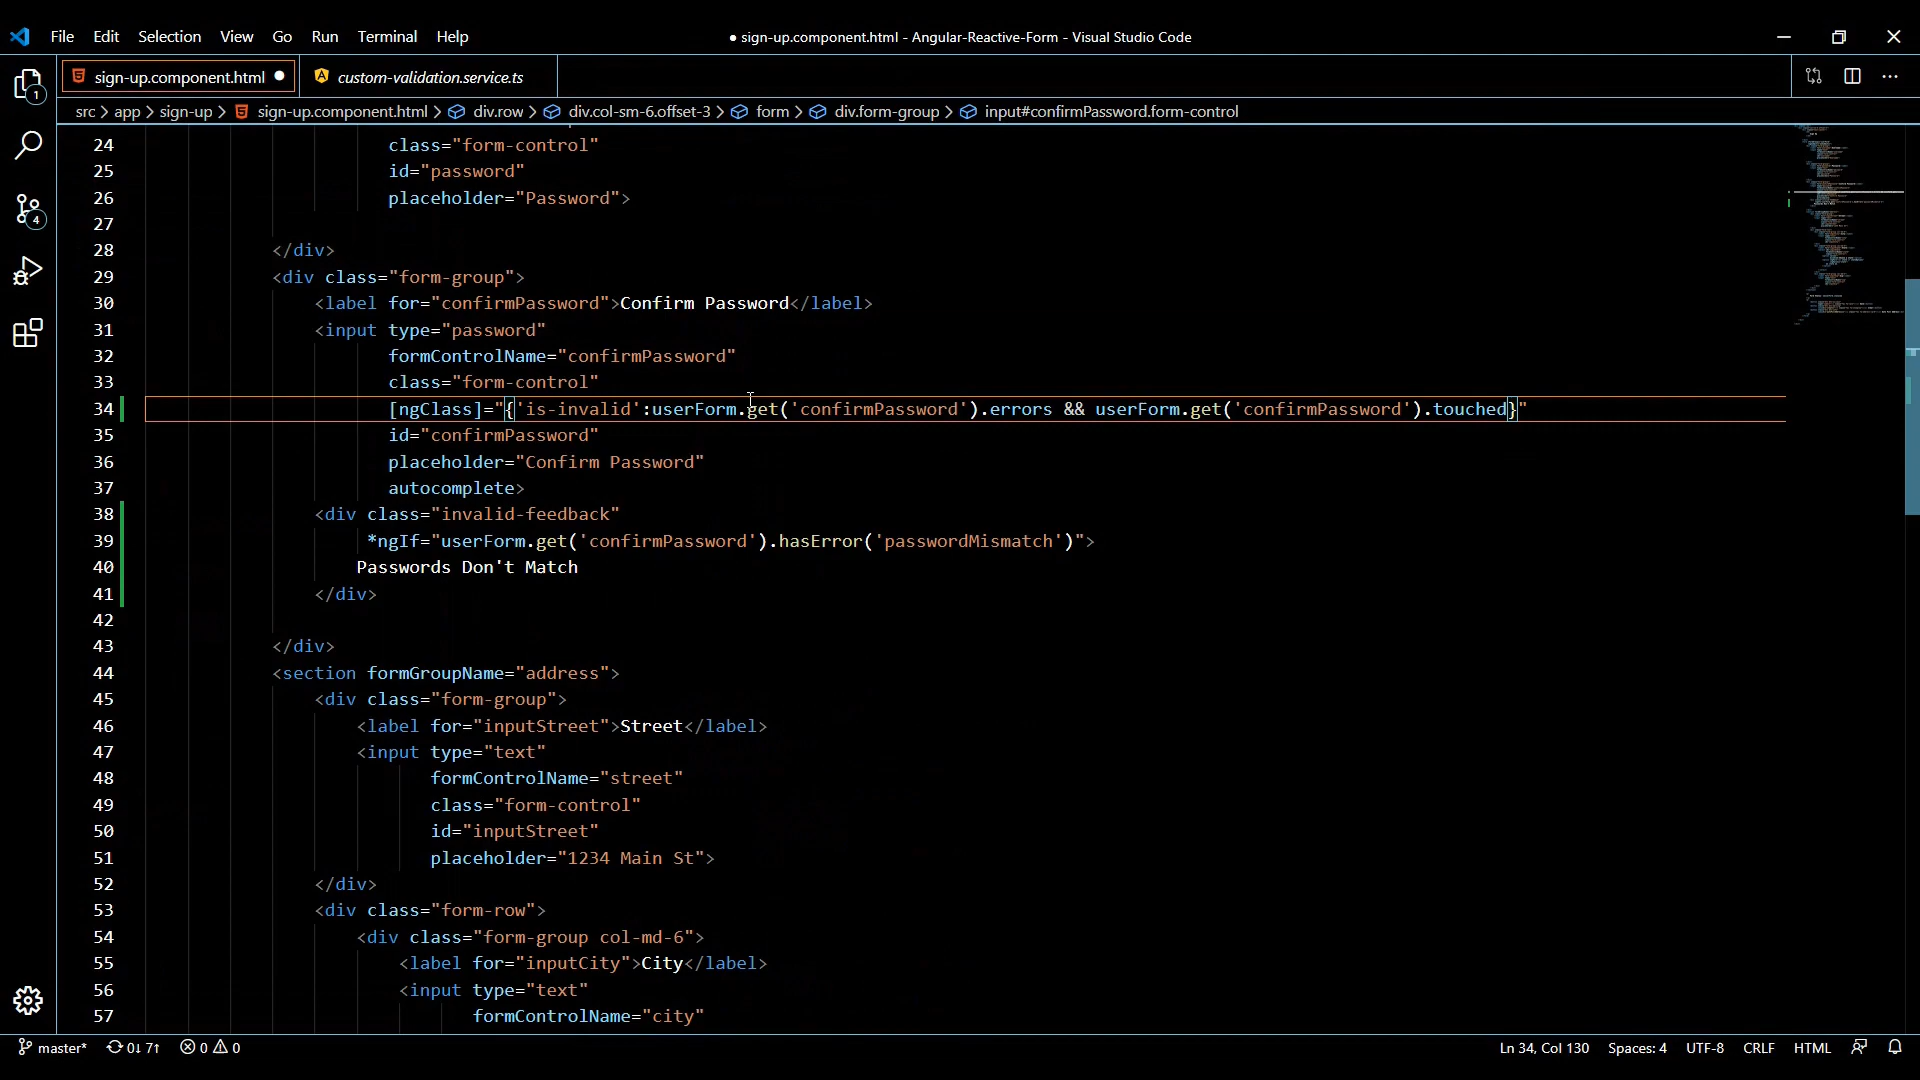 File Edit Selection View Go Run Terminal Help
● sign-up.component.html - Angular-Reactive-Form - Visual Studio Code
sign-up.component.html ●
custom-validation.service.ts
src > app > sign-up > sign-up.component.html > div.row > div.col-sm-6.offset-3 > form > div.form-group > input#confirmPassword.form-control
1
4
24 class="form-control"
25 id="password"
26 placeholder="Password">
27
28 </div>
29 <div class="form-group">
30 <label for="confirmPassword">Confirm Password</label>
31 <input type="password"
32 formControlName="confirmPassword"
33 class="form-control"
34 [ngClass]="{'is-invalid':userForm.get('confirmPassword').errors && userForm.get('confirmPassword').touched}"
35 id="confirmPassword"
36 placeholder="Confirm Password"
37 autocomplete>
38 <div class="invalid-feedback"
39 *ngIf="userForm.get('confirmPassword').hasError('passwordMismatch')">
40 Passwords Don't Match
41 </div>
42
43 </div>
44 <section formGroupName="address">
45 <div class="form-group">
46 <label for="inputStreet">Street</label>
47 <input type="text"
48 formControlName="street"
49 class="form-control"
50 id="inputStreet"
51 placeholder="1234 Main St">
52 </div>
53 <div class="form-row">
54 <div class="form-group col-md-6">
55 <label for="inputCity">City</label>
56 <input type="text"
57 formControlName="city"
master* 0↓ 7↑ 0 0
Ln 34, Col 130 Spaces: 4 UTF-8 CRLF HTML